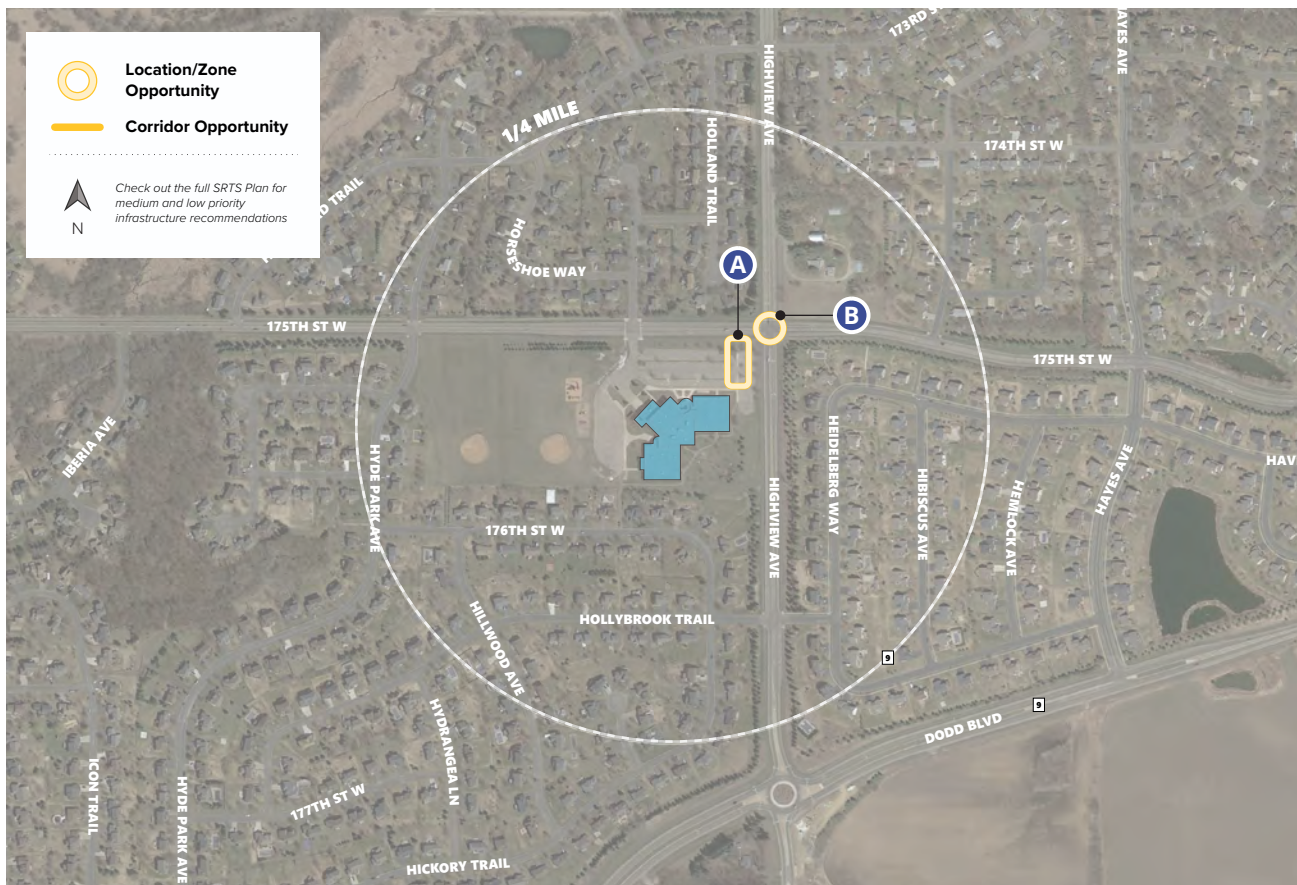 Location/Zone
Opportunity
Corridor Opportunity
N
Check out the full SRTS Plan for
medium and low priority
infrastructure recommendations
1/4 MILE
173RD
HIGHVIEW AVE
HAYES AVE
HOLLAND TRAIL
174TH ST W
TRAIL
HORSESHOE WAY
A
B
175TH ST W
175TH ST W
IBERIA AVE
HYDE PARK AVE
HEIDELBERG WAY
HIBISCUS AVE
HEMLOCK AVE
HAYES AVE
HAV
176TH ST W
HIGHVIEW AVE
HOLLYBROOK TRAIL
HILLWOOD AVE
9
9
DODD BLVD
HYDRANGEA LN
ICON TRAIL
HYDE PARK AVE
177TH ST W
HICKORY TRAIL